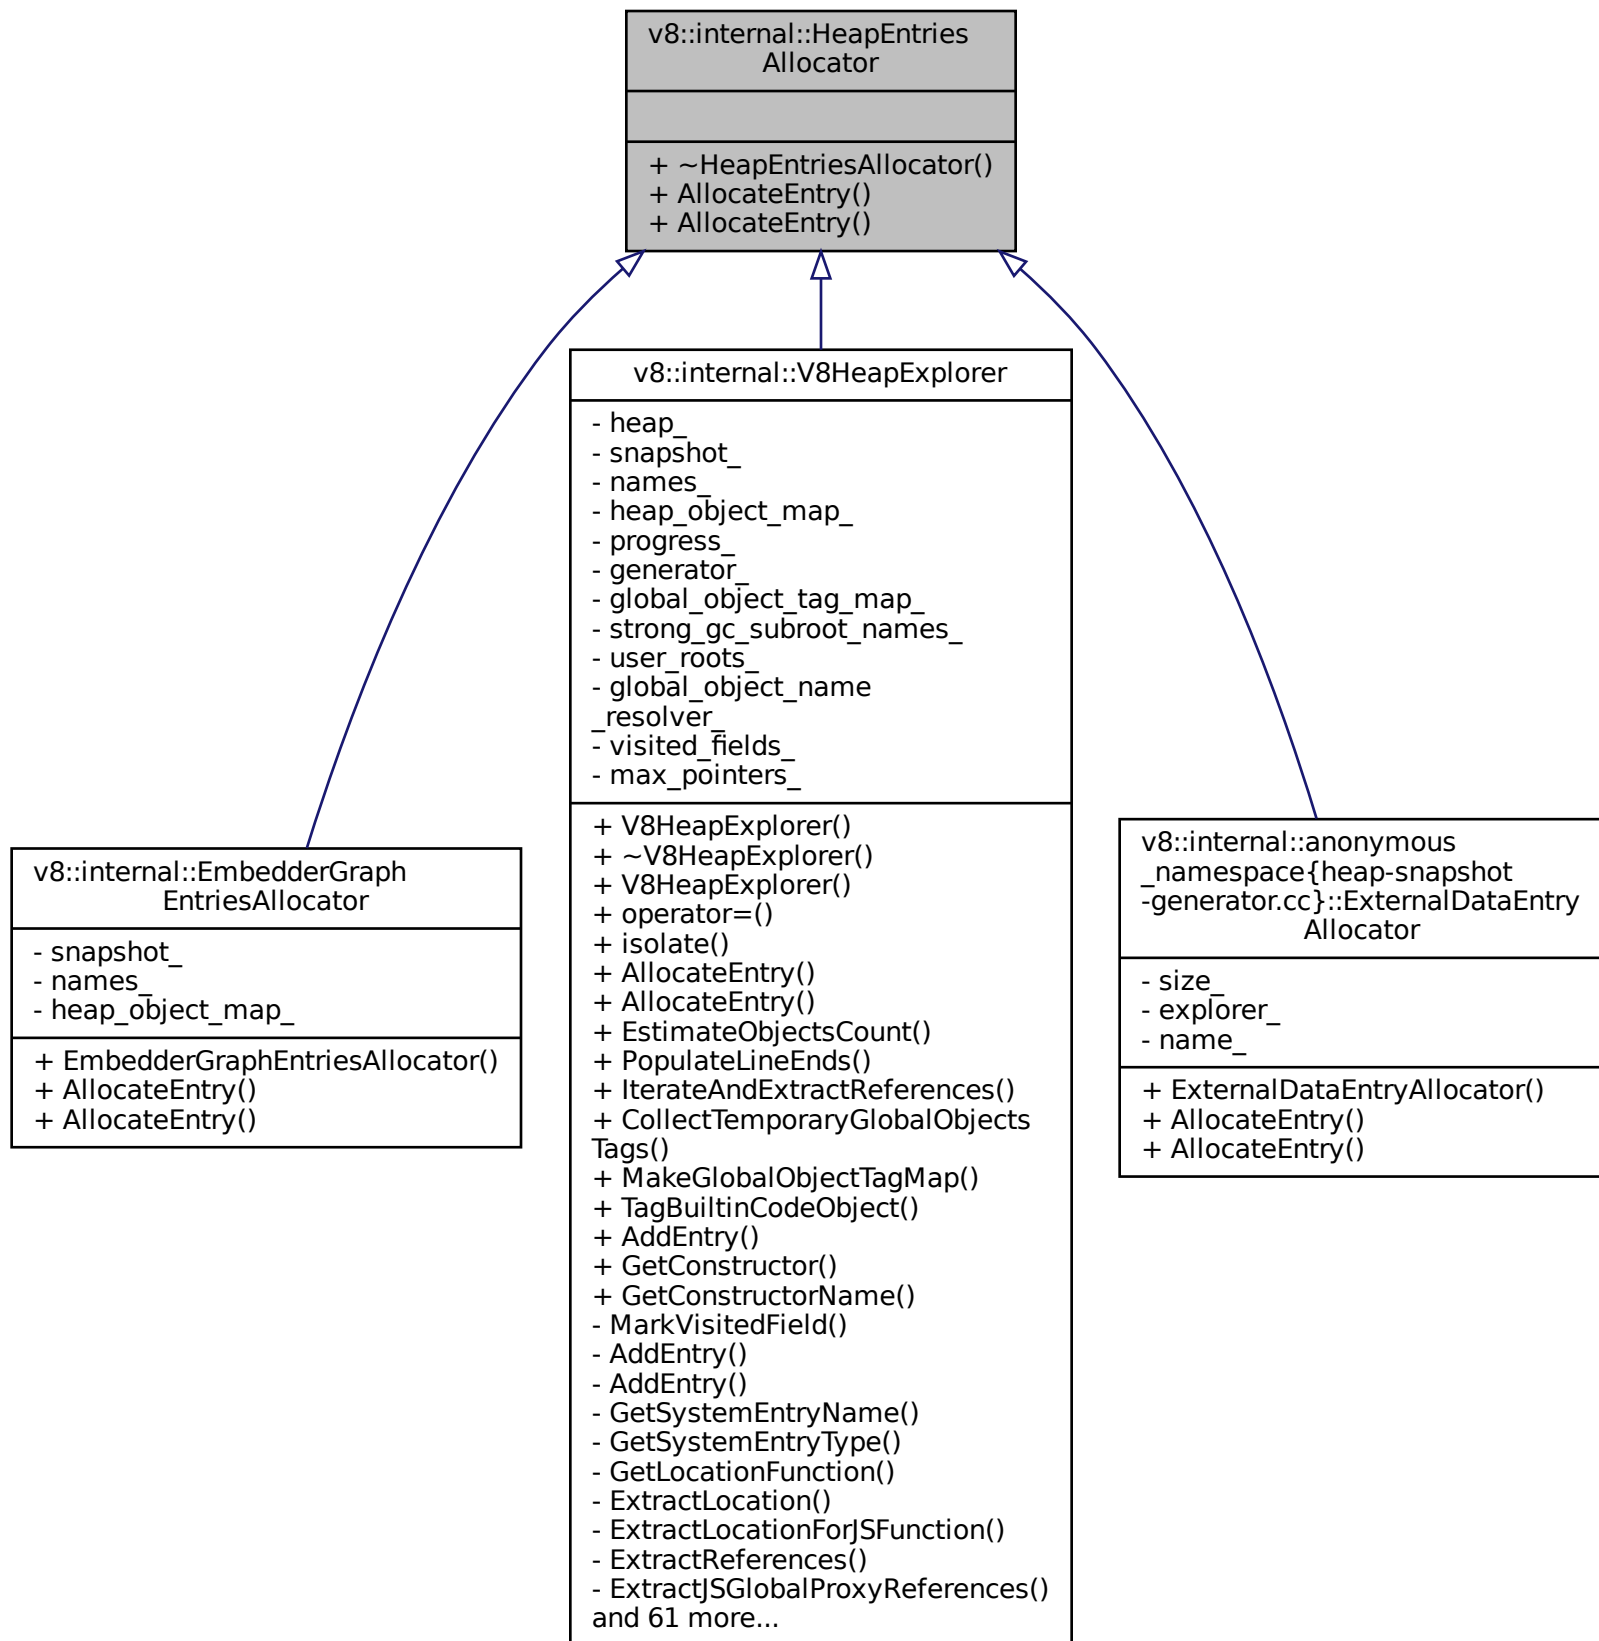 v8::internal::HeapEntries
Allocator
+ ~HeapEntriesAllocator()
+ AllocateEntry()
+ AllocateEntry()
v8::internal::V8HeapExplorer
- heap_
- snapshot_
- names_
- heap_object_map_
- progress_
- generator_
- global_object_tag_map_
- strong_gc_subroot_names_
- user_roots_
- global_object_name
_resolver_
- visited_fields_
- max_pointers_
+ V8HeapExplorer()
+ ~V8HeapExplorer()
+ V8HeapExplorer()
+ operator=()
+ isolate()
+ AllocateEntry()
+ AllocateEntry()
+ EstimateObjectsCount()
+ PopulateLineEnds()
+ IterateAndExtractReferences()
+ CollectTemporaryGlobalObjects
Tags()
+ MakeGlobalObjectTagMap()
+ TagBuiltinCodeObject()
+ AddEntry()
+ GetConstructor()
+ GetConstructorName()
- MarkVisitedField()
- AddEntry()
- AddEntry()
- GetSystemEntryName()
- GetSystemEntryType()
- GetLocationFunction()
- ExtractLocation()
- ExtractLocationForJSFunction()
- ExtractReferences()
- ExtractJSGlobalProxyReferences()
and 61 more...
v8::internal::EmbedderGraph
EntriesAllocator
- snapshot_
- names_
- heap_object_map_
+ EmbedderGraphEntriesAllocator()
+ AllocateEntry()
+ AllocateEntry()
v8::internal::anonymous
_namespace{heap-snapshot
-generator.cc}::ExternalDataEntry
Allocator
- size_
- explorer_
- name_
+ ExternalDataEntryAllocator()
+ AllocateEntry()
+ AllocateEntry()